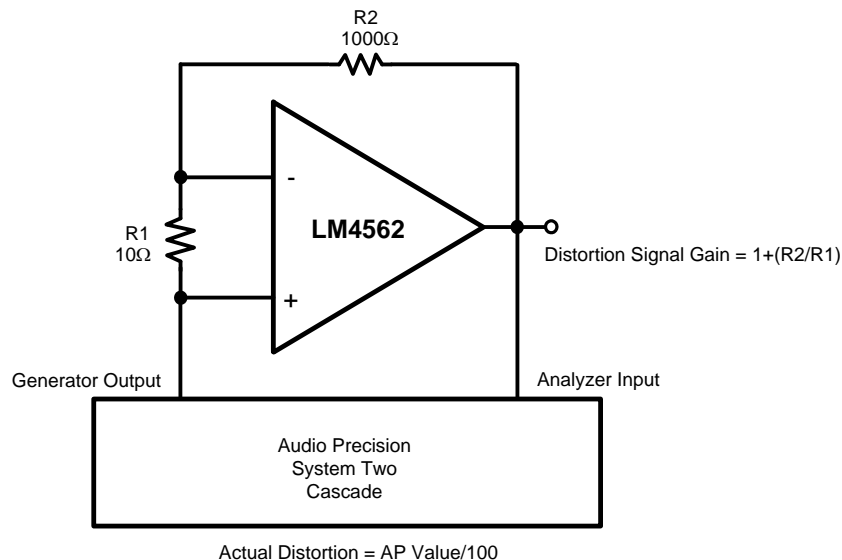 R2
1000Ω
-
R1
10Ω
LM4562
Distortion Signal Gain = 1+(R2/R1)
+
Generator Output
Analyzer Input
Audio Precision
System Two
Cascade
Actual Distortion = AP Value/100